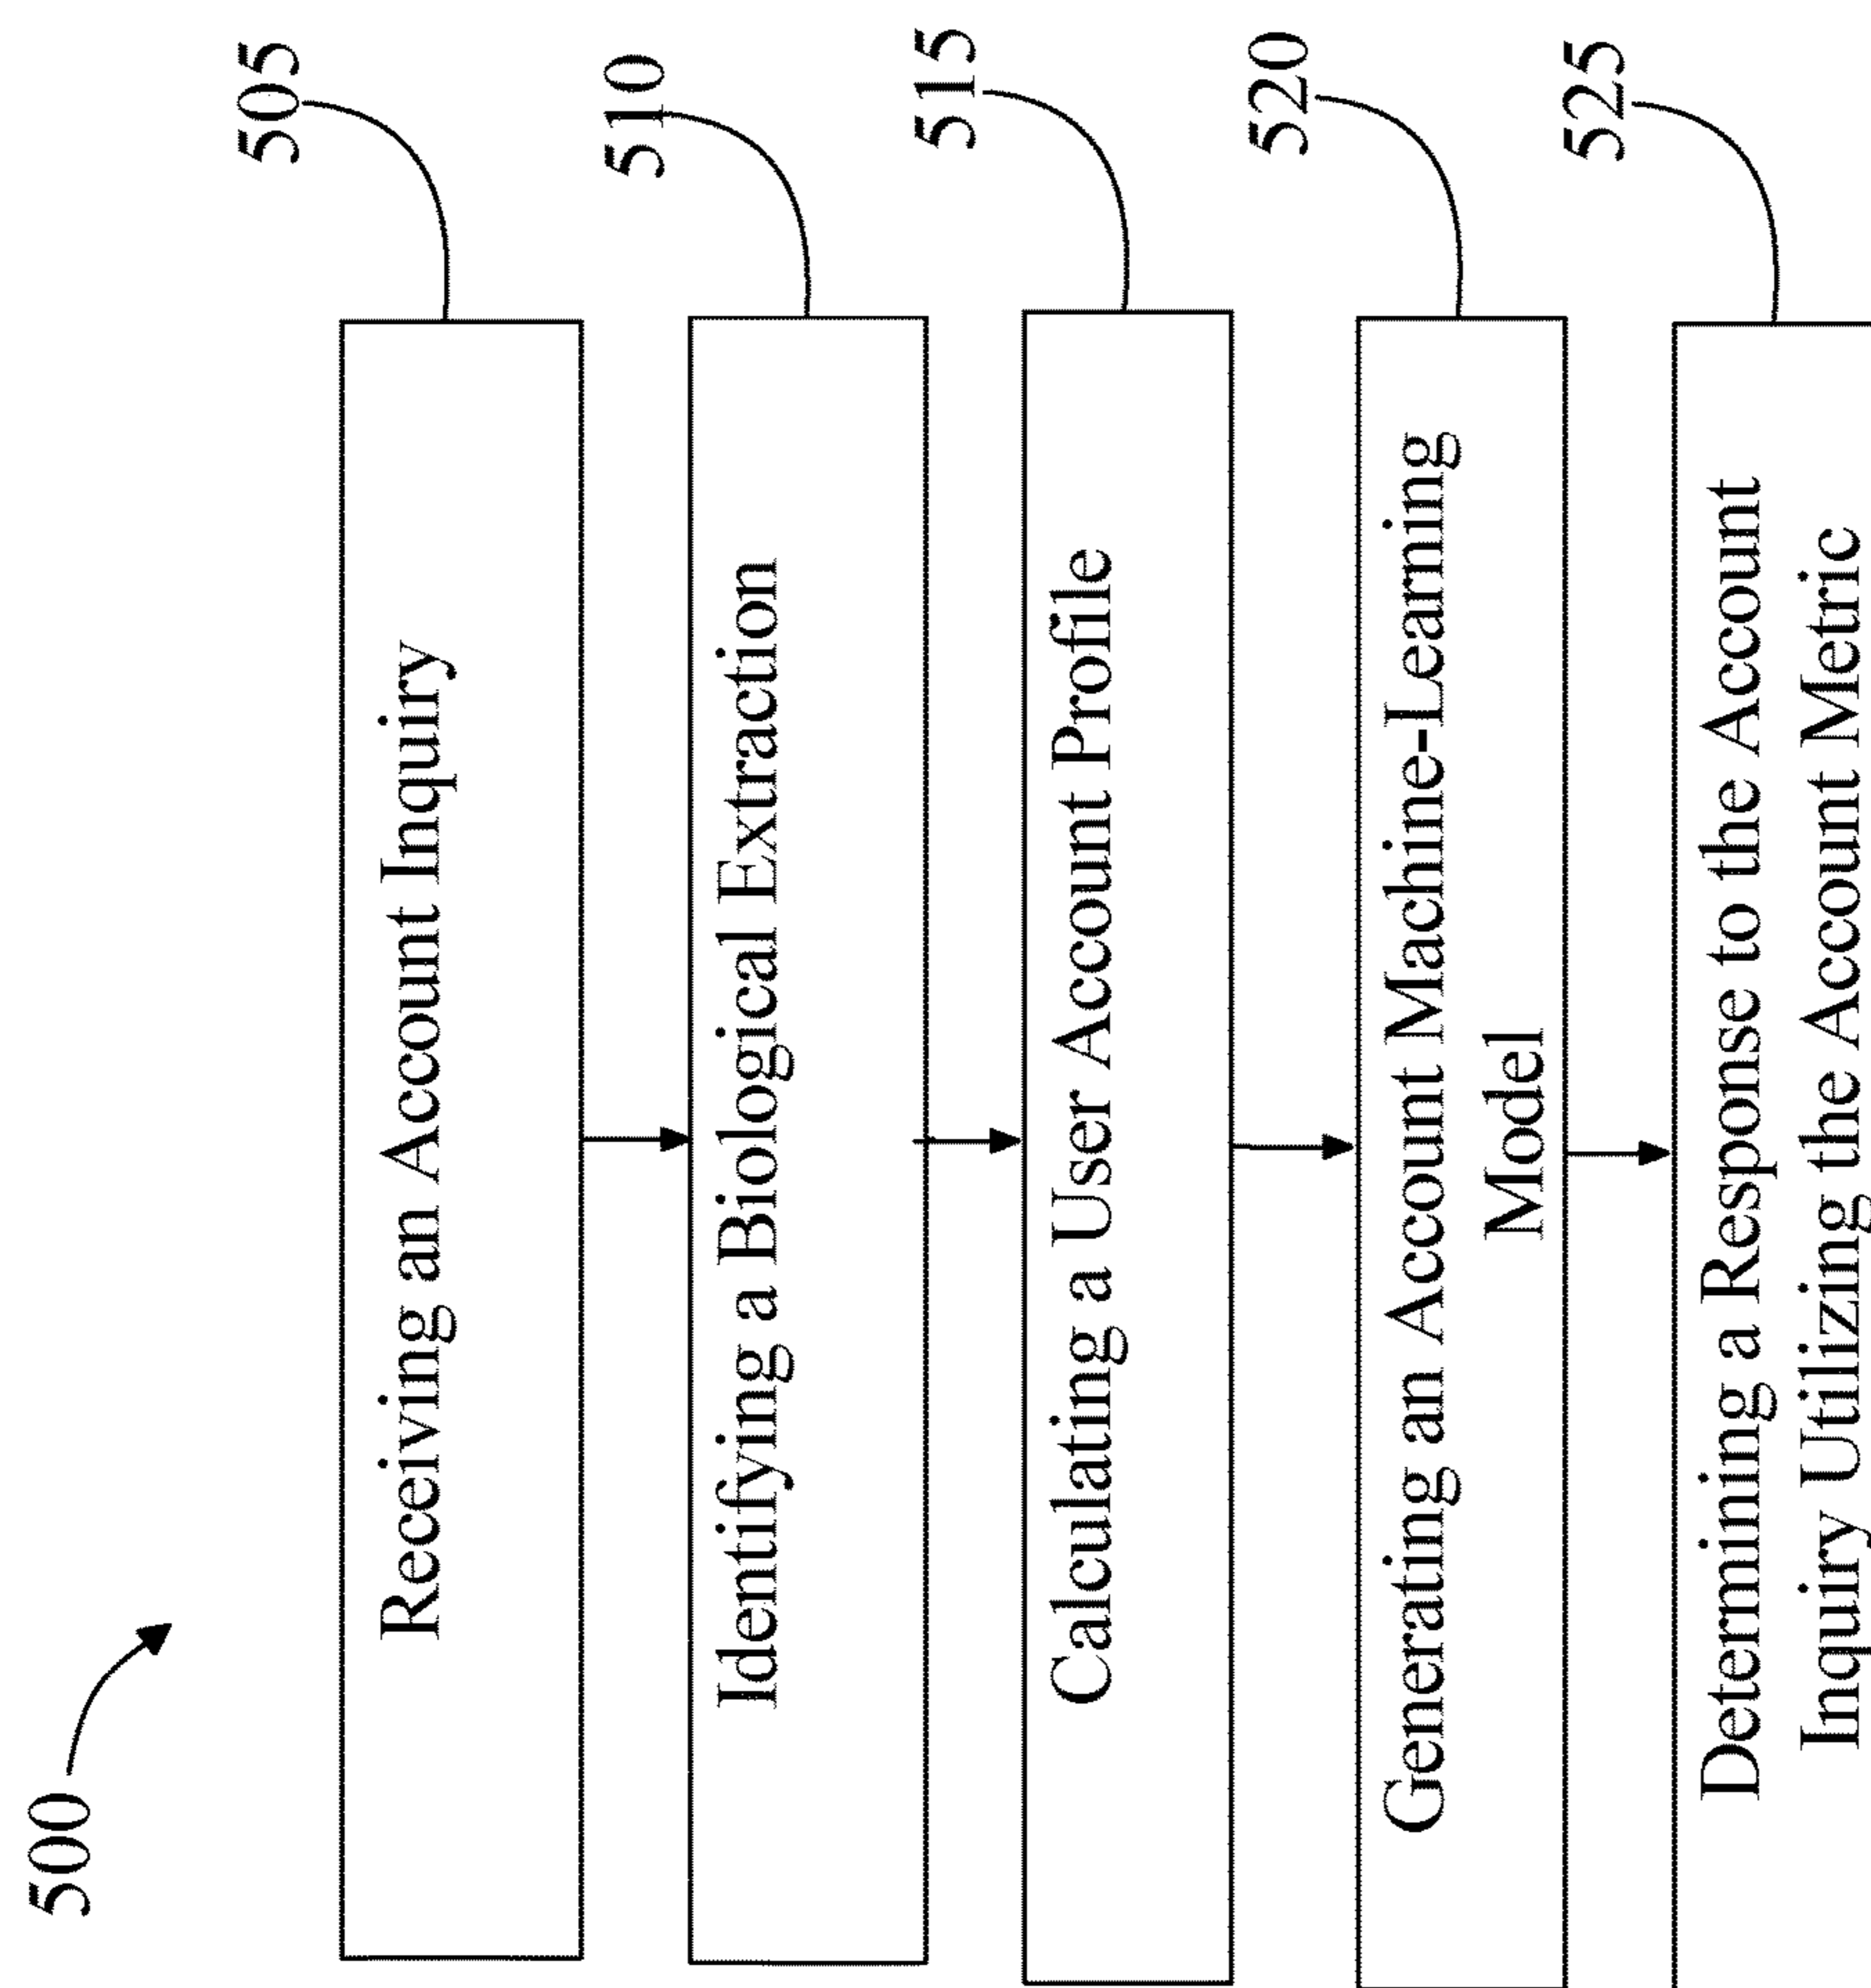 500
505
Receiving an Account Inquiry
510
Identifying a Biological Extraction
515
Calculating a User Account Profile
520
Generating an Account Machine-Learning
Model
525
Determining a Response to the Account
Inquiry Utilizing the Account Metric